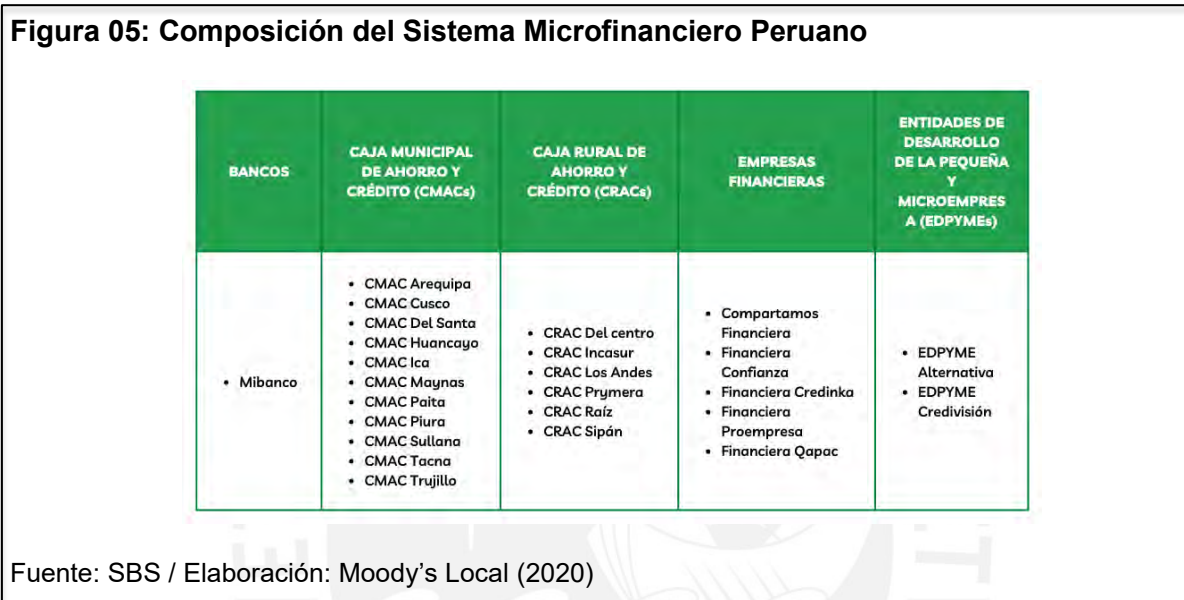 Figura 05: Composición del Sistema Microfinanciero Peruano
BANCOS
CAJA MUNICIPAL
DE AHORRO Y
CRÉDITO (CMACs)
CAJA RURAL DE
AHORRO Y
CRÉDITO (CRACs)
EMPRESAS
FINANCIERAS
ENTIDADES DE
DESARROLLO
DE LA PEQUEÑA
Y
MICROEMPRES
A (EDPYMEs)
• Mibanco
• CMAC Arequipa
• CMAC Cusco
• CMAC Del Santa
• CMAC Huancayo
• CMAC Ica
• CMAC Maynas
• CMAC Paita
• CMAC Piura
• CMAC Sullana
• CMAC Tacna
• CMAC Trujillo
• CRAC Del centro
• CRAC Incasur
• CRAC Los Andes
• CRAC Prymera
• CRAC Raíz
• CRAC Sipán
• Compartamos
Financiera
• Financiera
Confianza
• Financiera Credinka
• Financiera
Proempresa
• Financiera Qapac
• EDPYME
Alternativa
• EDPYME
Credivisión
Fuente: SBS / Elaboración: Moody's Local (2020)